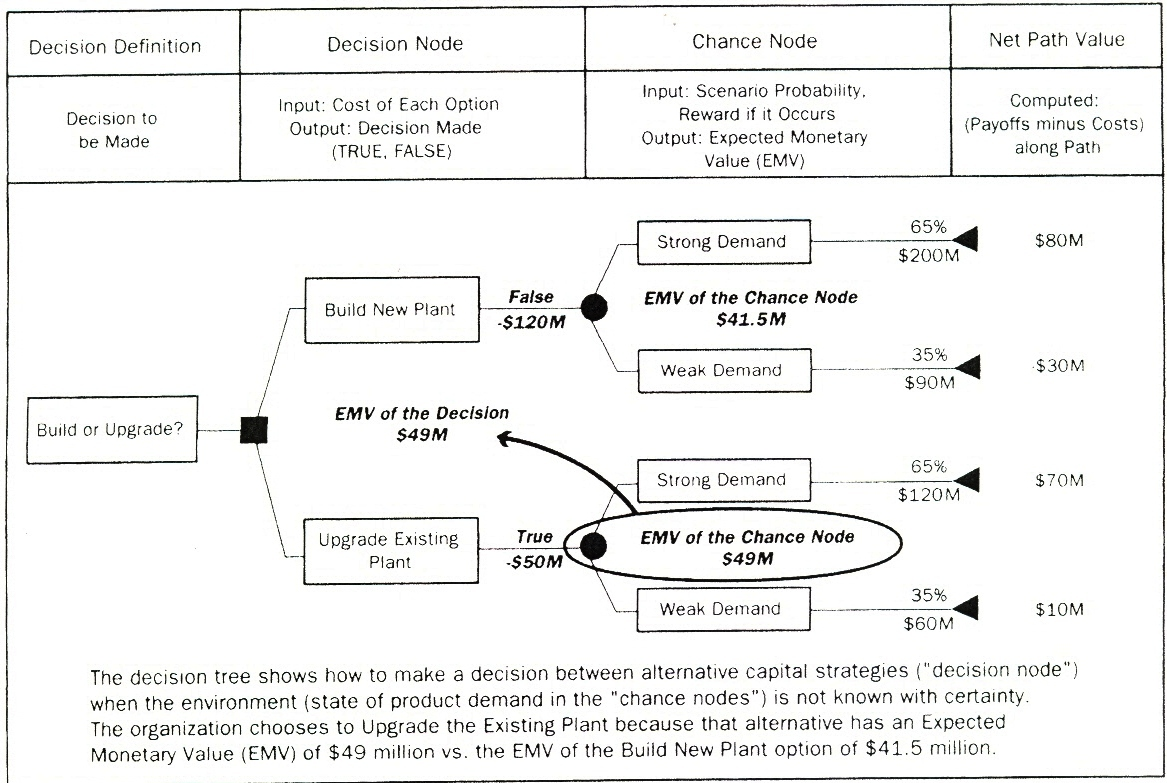 Decision Definition
Decision Node
Chance Node
Net Path Value
Decision to
be Made
Input: Cost of Each Option
Output: Decision Made
(TRUE, FALSE)
Input: Scenario Probability,
Reward if it Occurs
Output: Expected Monetary
Value (EMV)
Computed:
(Payoffs minus Costs)
along Path
Build or Upgrade?
Build New Plant
False
-$120M
Strong Demand
65%
$200M
$80M
EMV of the Chance Node
$41.5M
Weak Demand
35%
$90M
-$30M
EMV of the Decision
$49M
Upgrade Existing
Plant
True
-$50M
Strong Demand
65%
$120M
$70M
EMV of the Chance Node
$49M
Weak Demand
35%
$60M
$10M
The decision tree shows how to make a decision between alternative capital strategies ("decision node")
when the environment (state of product demand in the "chance nodes") is not known with certainty.
The organization chooses to Upgrade the Existing Plant because that alternative has an Expected
Monetary Value (EMV) of $49 million vs. the EMV of the Build New Plant option of $41.5 million.